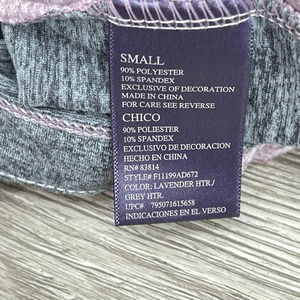 SMALL
90% POLYESTER
10% SPANDEX
EXCLUSIVE OF DECORATION
MADE IN CHINA
FOR CARE SEE REVERSE
CHICO
90% POLIESTER
10% SPANDEX
EXCLUSIVO DE DECORACION
HECHO EN CHINA
RN# 83814
STYLE# F11199AD672
COLOR: LAVENDER HTR./
GREY HTR.
UPC# 795071615658
INDICACIONES EN EL VERSO